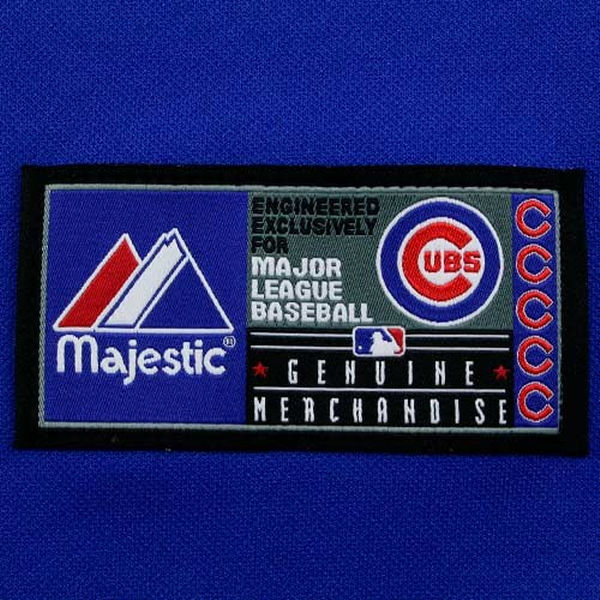 Majestic®
ENGINEERED
EXCLUSIVELY
FOR
MAJOR
LEAGUE
BASEBALL
CUBS
GENUINE
MERCHANDISE
C
C
C
C
C